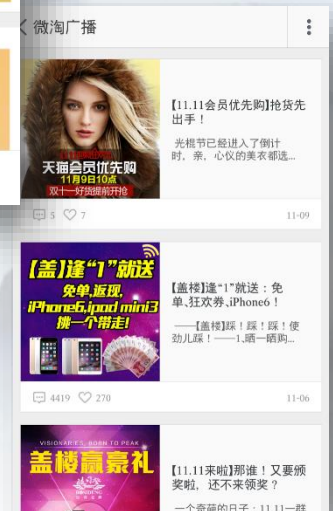 微淘广播
【11.11会员优先购】抢货先
出手！
光棍节已经进入了倒计
时，亲，心仪的美衣都选...
天猫会员优先购
11月9日10点
双十一好货提前开抢
5 7
11-09
【盖】逢“1”就送
免单,返现,
iPhone6,ipad mini3
挑一个带走!
【盖楼】逢“1”就送：免
单、狂欢券、iPhone6！
——【盖楼】踩！踩！踩！使
劲儿踩！——1、晒一晒购...
4419 270
11-06
VISIONARIES, BORN TO PEAK
盖楼赢豪礼
【11.11来啦】那谁！又要颁
奖啦，还不来领奖？
一个奇葩的日子：11.11一群